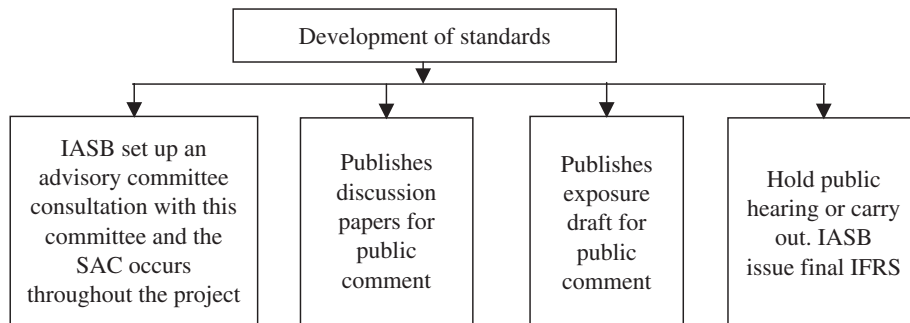 Development of standards
IASB set up an
advisory committee
consultation with this
committee and the
SAC occurs
throughout the project
Publishes
discussion
papers for
public
comment
Publishes
exposure
draft for
public
comment
Hold public
hearing or carry
out. IASB
issue final IFRS